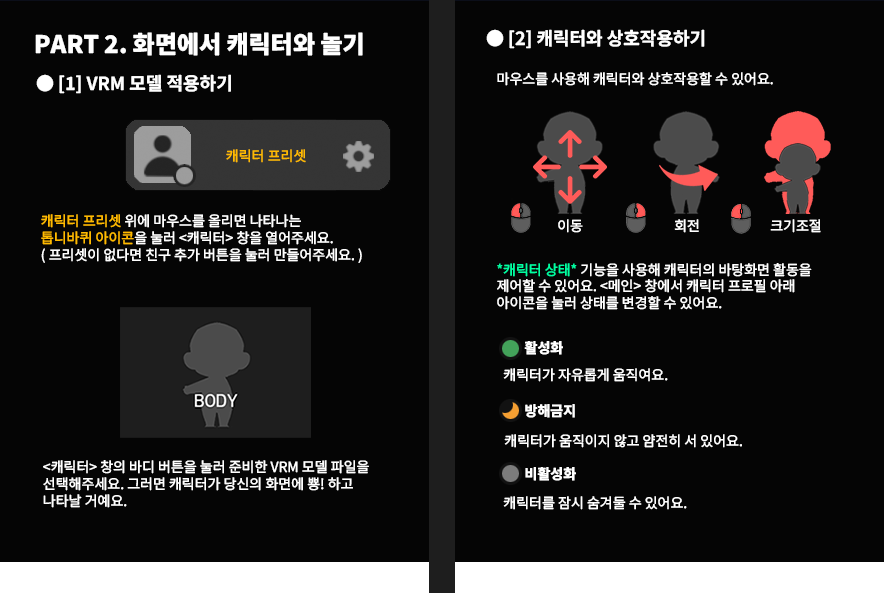 PART 2. 화면에서 캐릭터와 놀기
● [1] VRM 모델 적용하기
캐릭터 프리셋
캐릭터 프리셋 위에 마우스를 올리면 나타나는
톱니바퀴 아이콘을 눌러 <캐릭터> 창을 열어주세요.
( 프리셋이 없다면 친구 추가 버튼을 눌러 만들어주세요. )
BODY
<캐릭터> 창의 바디 버튼을 눌러 준비한 VRM 모델 파일을
선택해주세요. 그러면 캐릭터가 당신의 화면에 뿅! 하고
나타날 거예요.
● [2] 캐릭터와 상호작용하기
마우스를 사용해 캐릭터와 상호작용할 수 있어요.
이동
회전
크기조절
*캐릭터 상태* 기능을 사용해 캐릭터의 바탕화면 활동을
제어할 수 있어요. <메인> 창에서 캐릭터 프로필 아래
아이콘을 눌러 상태를 변경할 수 있어요.
활성화
캐릭터가 자유롭게 움직여요.
방해금지
캐릭터가 움직이지 않고 얌전히 서 있어요.
비활성화
캐릭터를 잠시 숨겨둘 수 있어요.